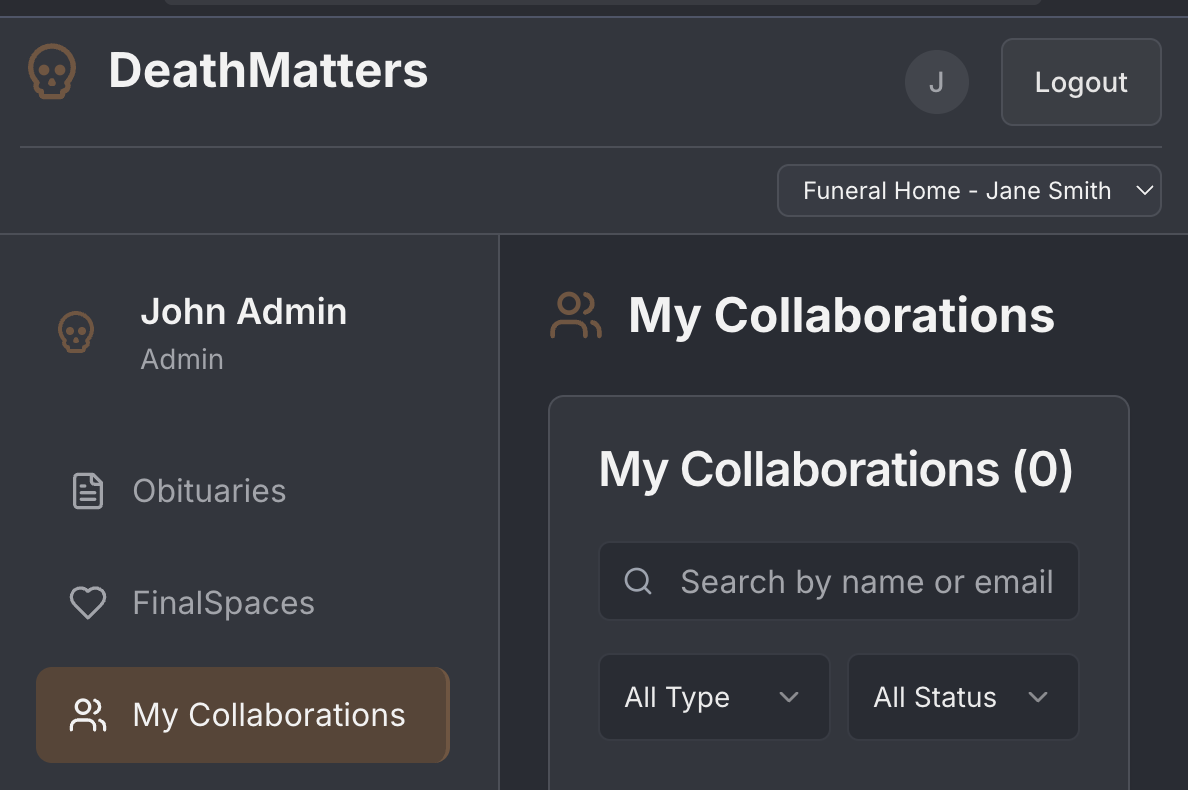 DeathMatters
J
Logout
Funeral Home - Jane Smith
John Admin
Admin
Obituaries
FinalSpaces
My Collaborations
My Collaborations
My Collaborations (0)
Search by name or email
All Type
All Status